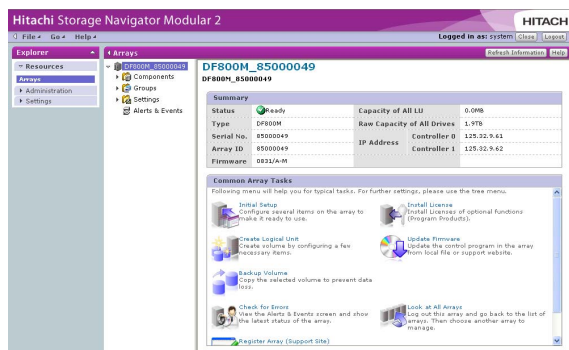 Hitachi Storage Navigator Modular 2
HITACH
File Go Help
Logged in as: system Close Logout
Explorer
Arrays
Refresh Information Help
Resources
Arrays
Administration
Settings
DF800M_85000049
Components
Groups
Settings
Alerts & Events
DF800M_85000049
DF800M_85000049
Summary
Status Ready Capacity of All LU 0.0MB
Type DF800M Raw Capacity of All Drives 1.9TB
Serial No. 85000049 IP Address Controller 0 125.32.9.61
Array ID 85000049 Controller 1 125.32.9.62
Firmware 0831/A-M
Common Array Tasks
Following menu will help you for typical tasks. For further settings, please use the tree menu.
Initial Setup
Configure several items on the array to
make it ready to use.
Install License
Install Licenses of optional functions
(Program Products).
Create Logical Unit
Create volume by configuring a few
necessary items.
Update Firmware
Update the control program in the array
from local file or support website.
Backup Volume
Copy the selected volume to prevent data
loss.
Check for Errors
View the Alerts & Events screen and show
the latest status of the array.
Look at All Arrays
Log out this array and go back to the list of
arrays. Then choose another array to
manage.
Register Array (Support Site)